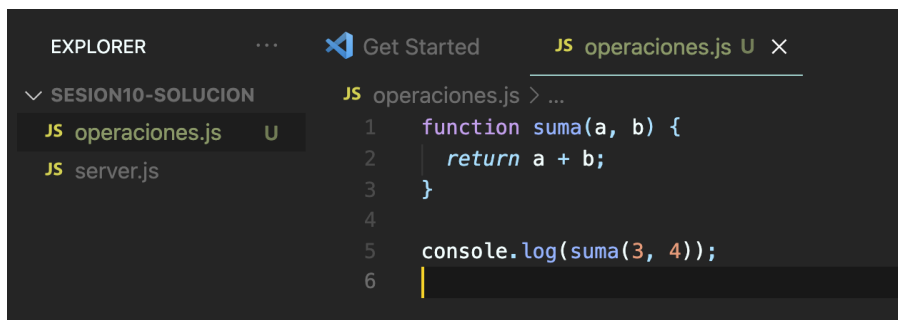 EXPLORER ...
Get Started
JS operaciones.js U ×
SESION10-SOLUCION
JS operaciones.js U
JS server.js
JS operaciones.js > ...
1 function suma(a, b) {
2 return a + b;
3 }
4
5 console.log(suma(3, 4));
6